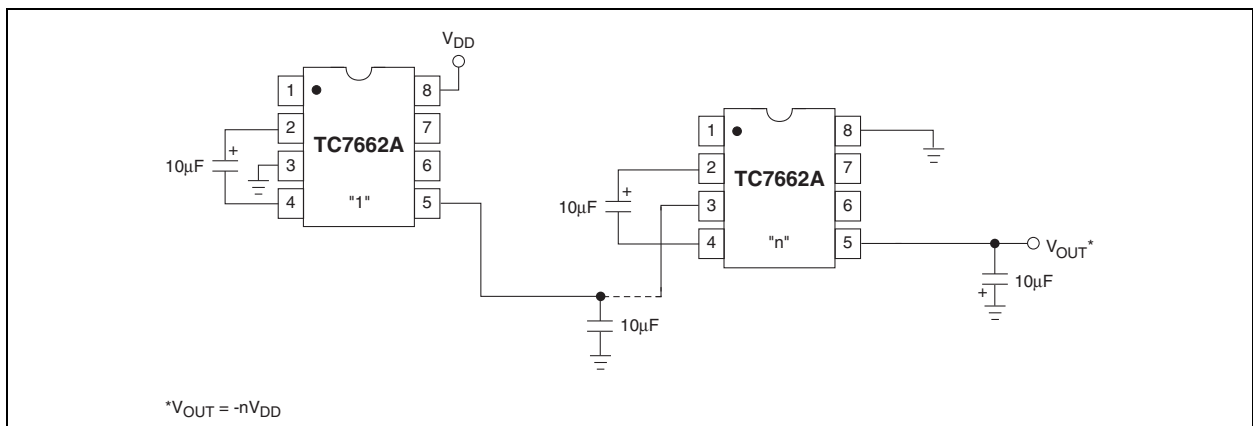 V_DD
1
8
2
7
TC7662A
3
6
4
"1"
5
+
10µF
1
8
2
7
TC7662A
3
6
4
"n"
5
+
10µF
10µF
V_OUT*
10µF
+
*V_OUT = -nV_DD